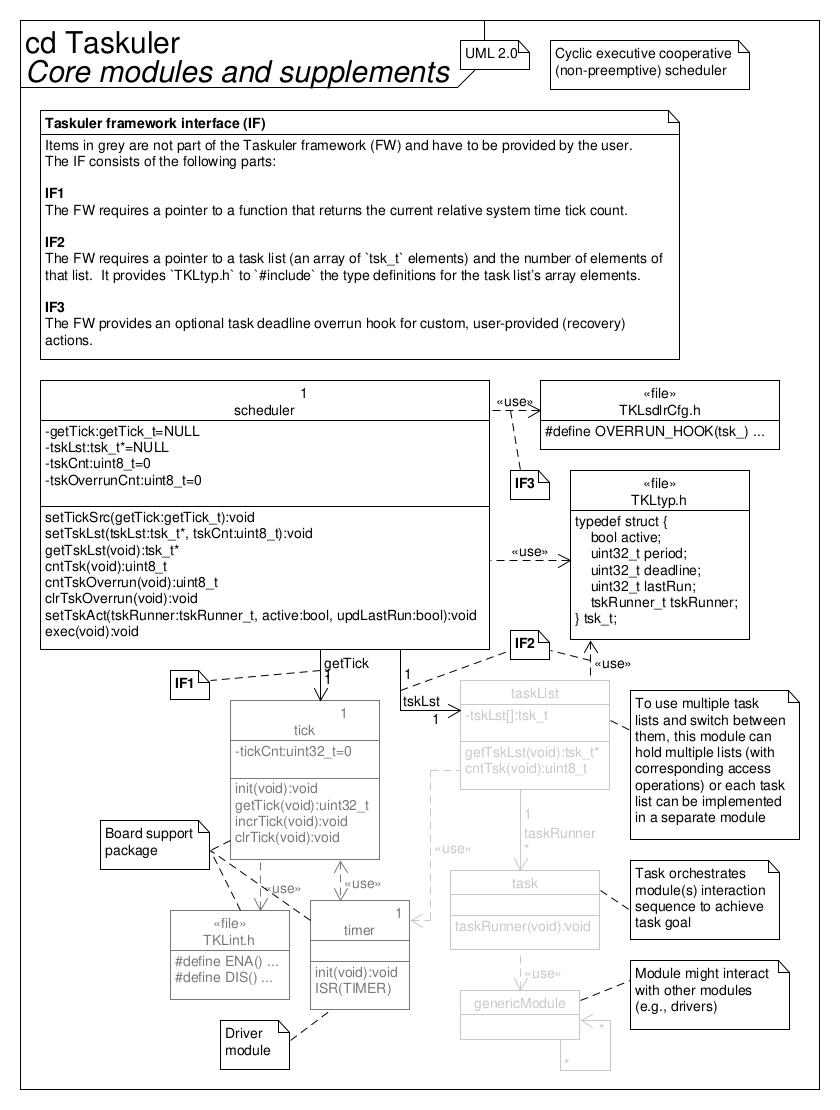 cd Taskuler
Core modules and supplements
UML 2.0
Cyclic executive cooperative
(non-preemptive) scheduler
Taskuler framework interface (IF)
Items in grey are not part of the Taskuler framework (FW) and have to be provided by the user.
The IF consists of the following parts:
IF1
The FW requires a pointer to a function that returns the current relative system time tick count.
IF2
The FW requires a pointer to a task list (an array of `tsk_t` elements) and the number of elements of
that list.  It provides `TKLtyp.h` to `#include` the type definitions for the task list's array elements.
IF3
The FW provides an optional task deadline overrun hook for custom, user-provided (recovery)
actions.
1
scheduler
-getTick:getTick_t=NULL
-tskLst:tsk_t*=NULL
-tskCnt:uint8_t=0
-tskOverrunCnt:uint8_t=0
setTickSrc(getTick:getTick_t):void
setTskLst(tskLst:tsk_t*, tskCnt:uint8_t):void
getTskLst(void):tsk_t*
cntTsk(void):uint8_t
cntTskOverrun(void):uint8_t
clrTskOverrun(void):void
setTskAct(tskRunner:tskRunner_t, active:bool, updLastRun:bool):void
exec(void):void
«use»
«file»
TKLsdlrCfg.h
#define OVERRUN_HOOK(tsk_) ...
IF3
«use»
«file»
TKLtyp.h
typedef struct {
bool active;
uint32_t period;
uint32_t deadline;
uint32_t lastRun;
tskRunner_t tskRunner;
} tsk_t;
IF1
getTick
1
1
tskLst
1
IF2
«use»
1
tick
-tickCnt:uint32_t=0
init(void):void
getTick(void):uint32_t
incrTick(void):void
clrTick(void):void
taskList
-tskLst[]:tsk_t
getTskLst(void):tsk_t*
cntTsk(void):uint8_t
To use multiple task
lists and switch between
them, this module can
hold multiple lists (with
corresponding access
operations) or each task
list can be implemented
in a separate module
Board support
package
«use»
«use»
«use»
1
taskRunner
*
task
taskRunner(void):void
Task orchestrates
module(s) interaction
sequence to achieve
task goal
«file»
TKLint.h
#define ENA() ...
#define DIS() ...
1
timer
init(void):void
ISR(TIMER)
«use»
genericModule
*
*
Module might interact
with other modules
(e.g., drivers)
Driver
module